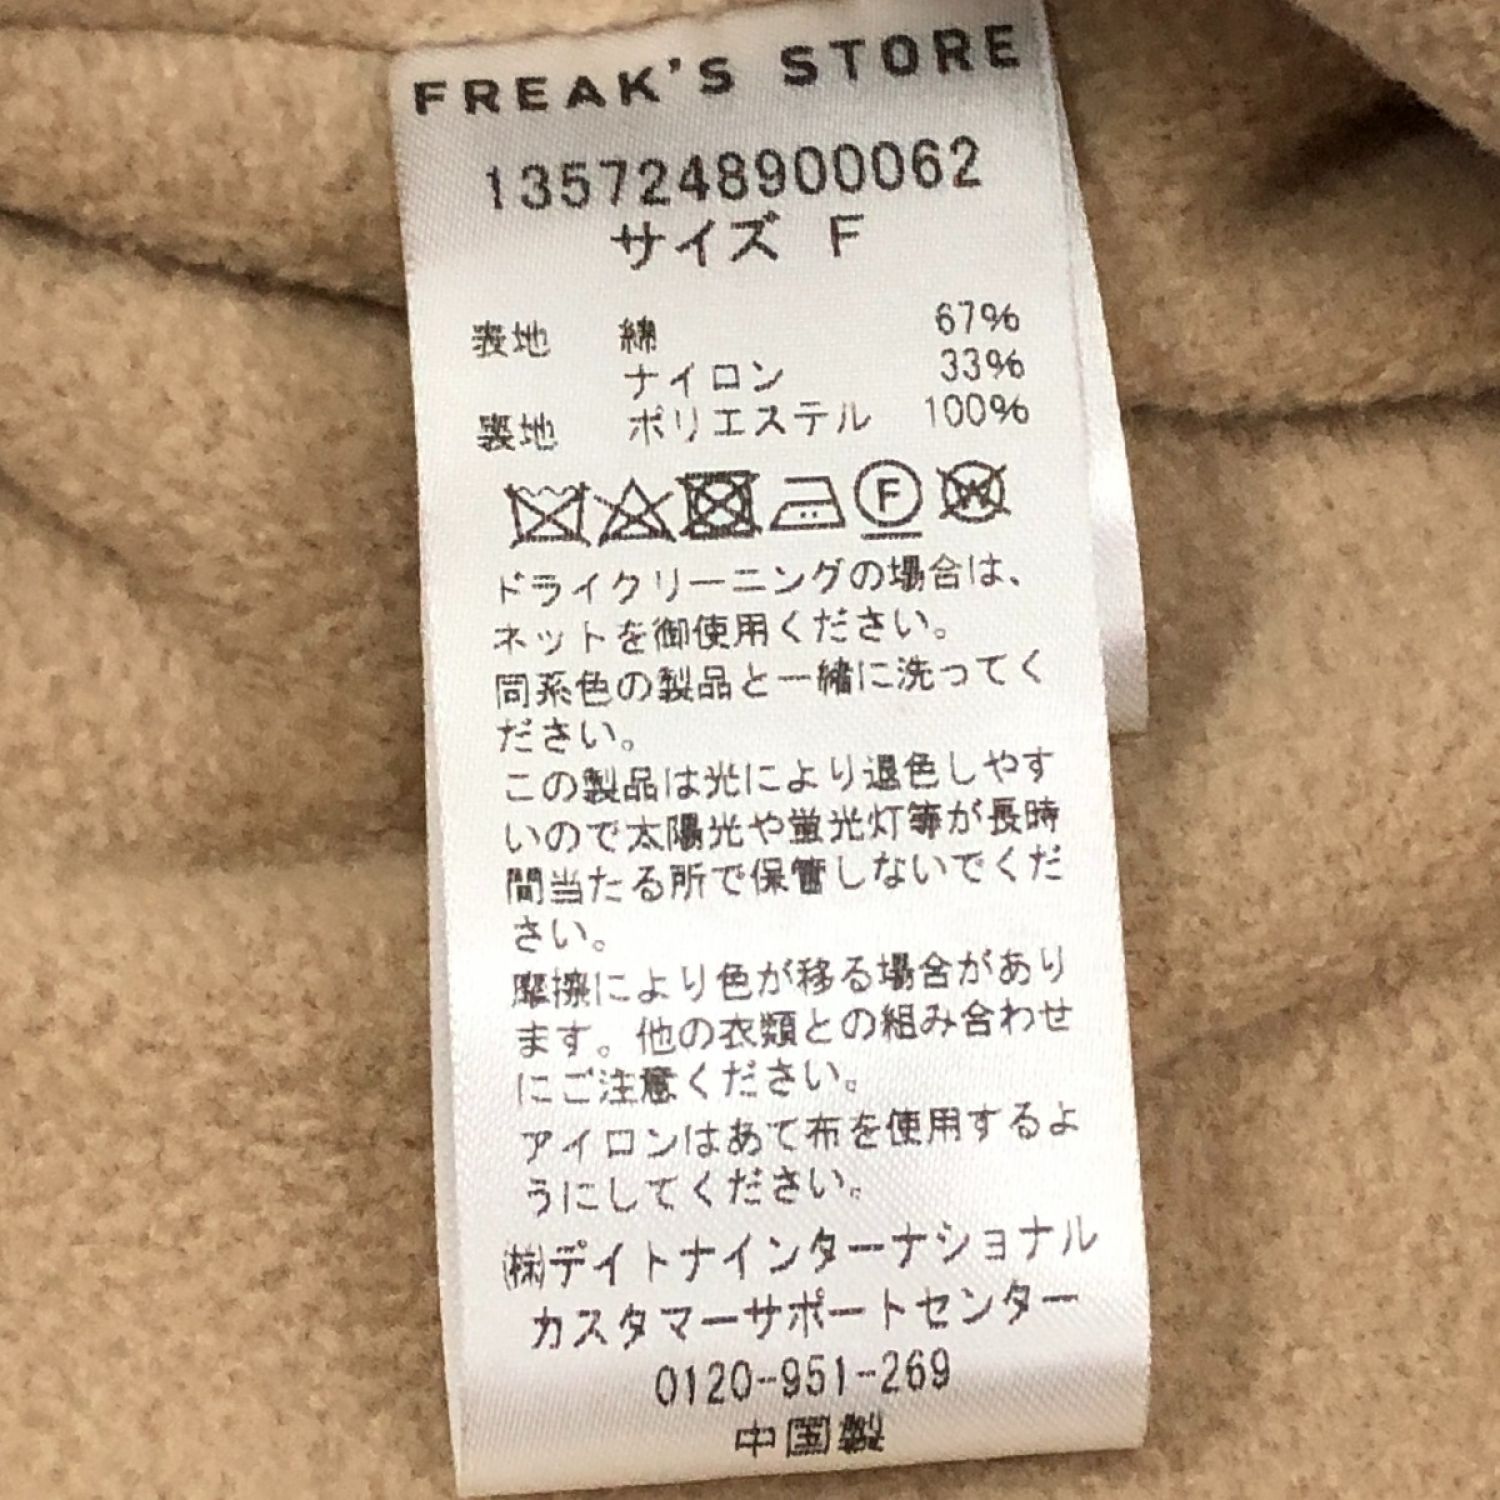 FREAK'S STORE
1357248900062
サイズ F
表地 綿 67%
ナイロン 33%
裏地 ポリエステル 100%
F W
ドライクリーニングの場合は、
ネットを御使用ください。
同系色の製品と一緒に洗ってく
ださい。
この製品は光により退色しやす
いので太陽光や蛍光灯等が長時
間当たる所で保管しないでくだ
さい。
摩擦により色が移る場合があり
ます。他の衣類との組み合わせ
にご注意ください。
アイロンはあて布を使用するよ
うにしてください。
㈱デイトナインターナショナル
カスタマーサポートセンター
0120-951-269
中国製